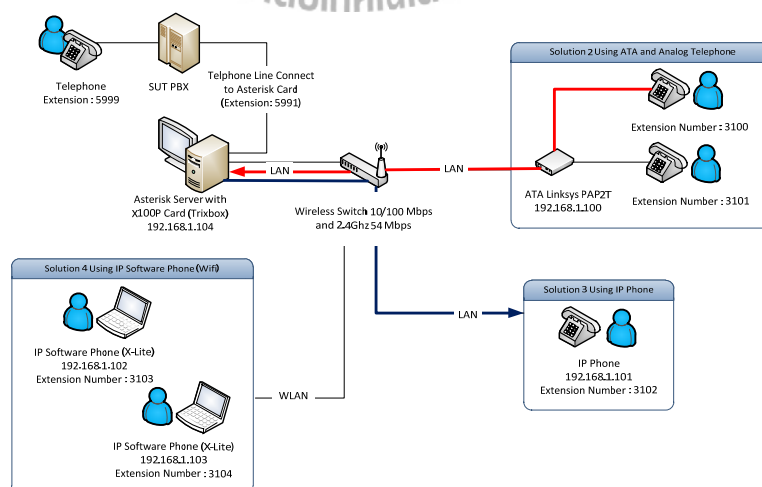 Telephone
Extension : 5999
SUT PBX
Telphone Line Connect
to Asterisk Card
(Extension: 5991)
Solution 2 Using ATA and Analog Telephone
Extension Number : 3100
Extension Number : 3101
ATA Linksys PAP2T
192.168.1.100
LAN
LAN
Asterisk Server with
X100P Card (Trixbox)
192.168.1.104
Wireless Switch 10/100 Mbps
and 2.4Ghz 54 Mbps
Solution 4 Using IP Software Phone (Wifi)
IP Software Phone (X-Lite)
192.168.1.102
Extension Number : 3103
IP Software Phone (X-Lite)
192.168.1.103
Extension Number : 3104
WLAN
LAN
Solution 3 Using IP Phone
IP Phone
192.168.1.101
Extension Number : 3102